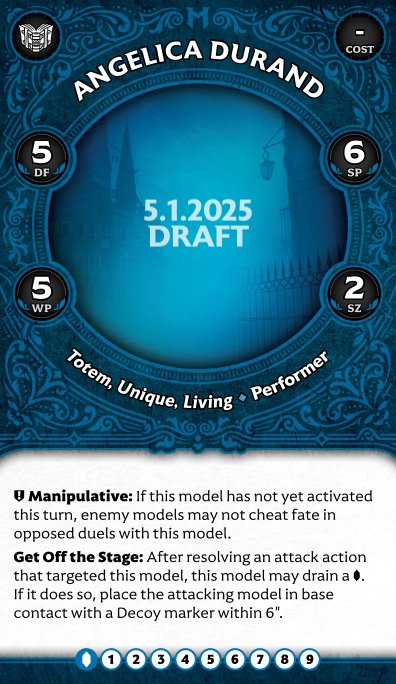 -
COST
ANGELICA DURAND
5
DF
6
SP
5.1.2025
DRAFT
5
WP
2
SZ
Totem, Unique, Living Performer
Manipulative: If this model has not yet activated
this turn, enemy models may not cheat fate in
opposed duels with this model.
Get Off the Stage: After resolving an attack action
that targeted this model, this model may drain a .
If it does so, place the attacking model in base
contact with a Decoy marker within 6".
1 2 3 4 5 6 7 8 9